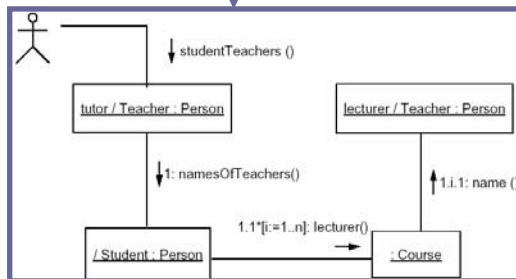 studentTeachers ()
tutor / Teacher : Person
lecturer / Teacher : Person
1: namesOfTeachers()
1.i.1: name ()
1.1*[i:=1..n]: lecturer()
/ Student : Person
: Course